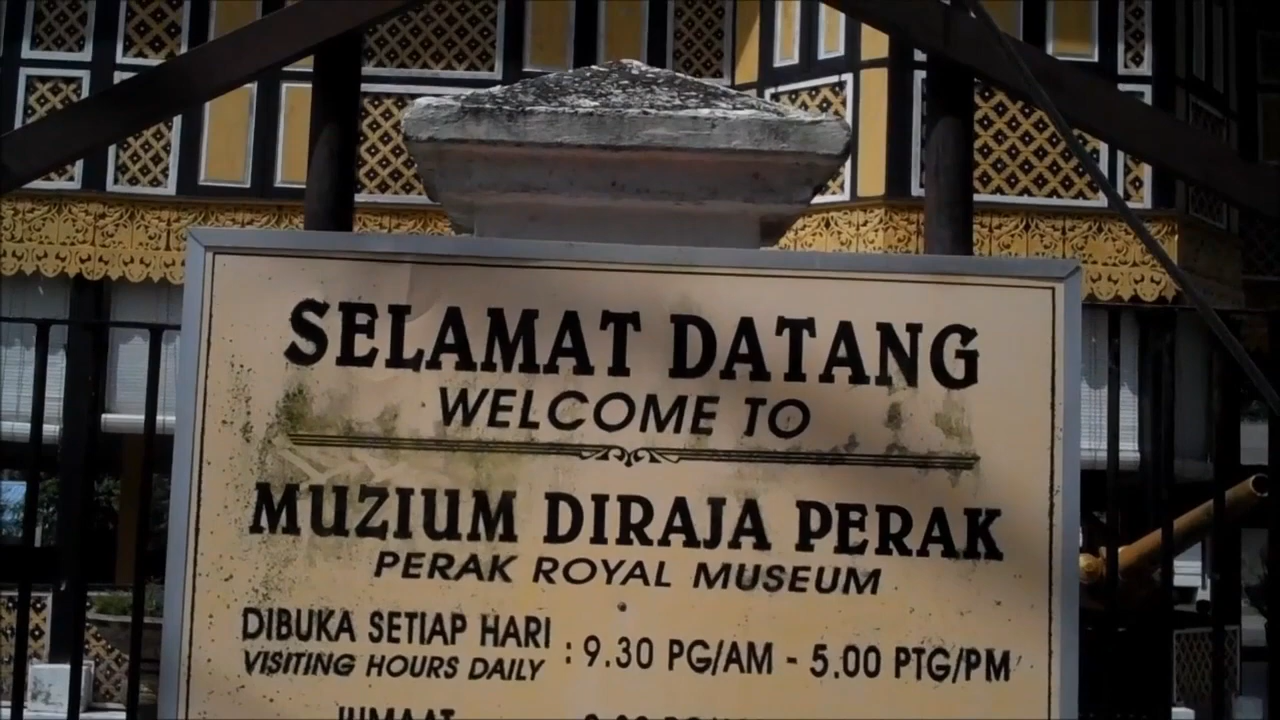 SELAMAT DATANG
WELCOME TO
MUZIUM DIRAJA PERAK
PERAK ROYAL MUSEUM
DIBUKA SETIAP HARI
VISITING HOURS DAILY : 9.30 PG/AM - 5.00 PTG/PM
JUMAAT